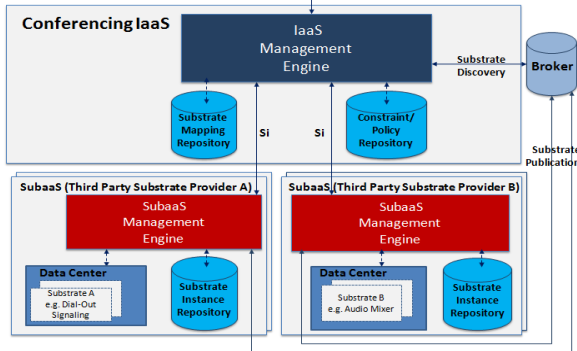 Conferencing IaaS
IaaS
Management
Engine
Substrate
Discovery
Broker
Substrate
Mapping
Repository
Constraint/
Policy
Repository
Si
Si
Substrate
Publication
SubaaS (Third Party Substrate Provider A)
SubaaS
Management
Engine
Data Center
Substrate A
e.g. Dial-Out
Signaling
Substrate
Instance
Repository
SubaaS (Third Party Substrate Provider B)
SubaaS
Management
Engine
Data Center
Substrate B
e.g. Audio Mixer
Substrate
Instance
Repository